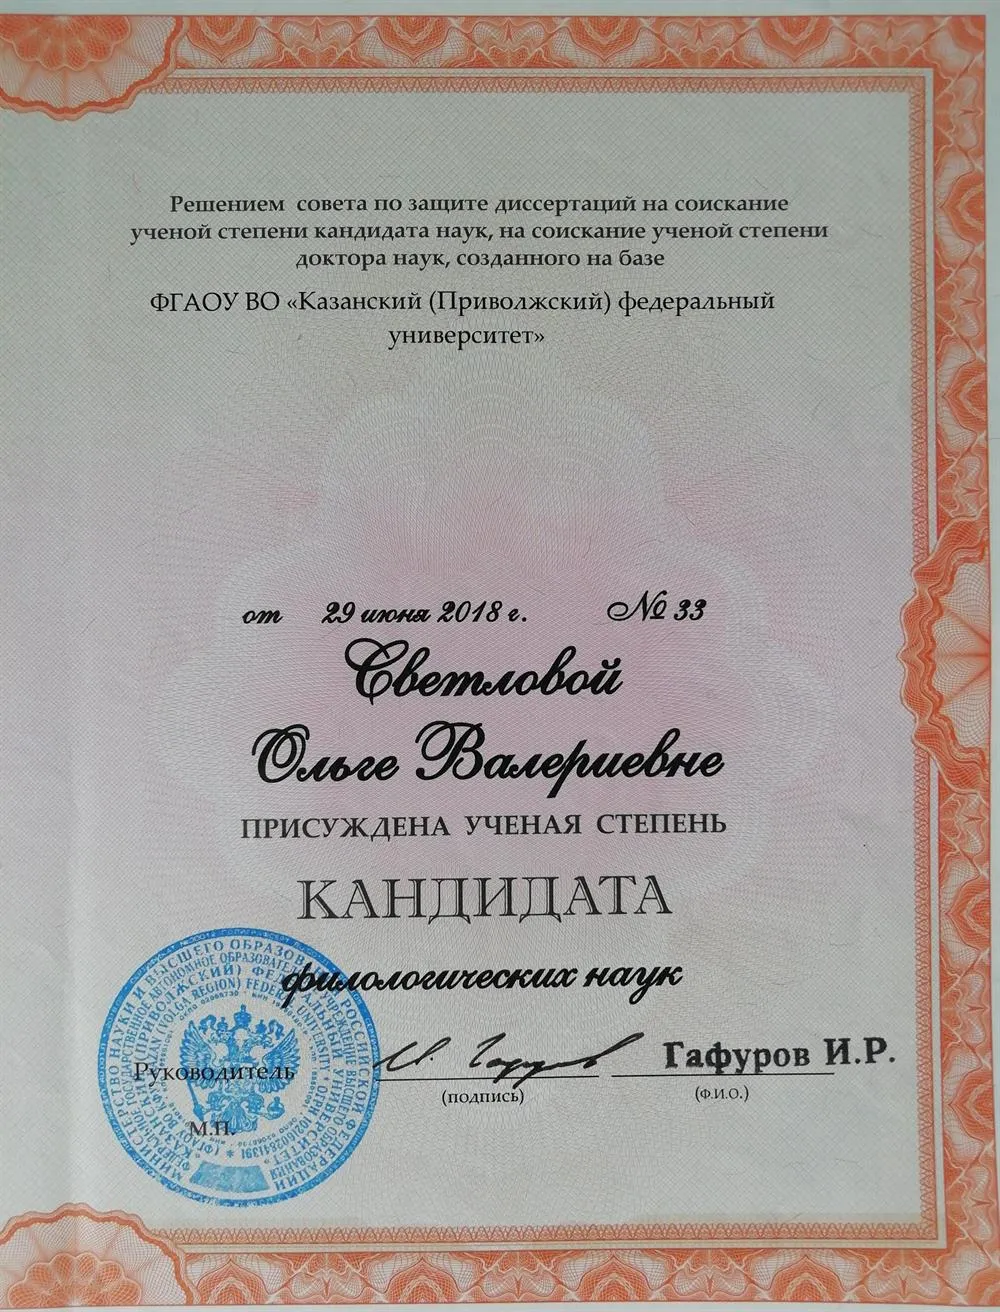 Решением совета по защите диссертаций на соискание
ученой степени кандидата наук, на соискание ученой степени
доктора наук, созданного на базе
ФГАОУ ВО «Казанский (Приволжский) федеральный
университет»
от 29 июня 2018 г. № 33
Светловой
Ольге Валериевне
ПРИСУЖДЕНА УЧЕНАЯ СТЕПЕНЬ
КАНДИДАТА
филологических наук
Руководитель
Гафуров И.Р.
(подпись) (Ф.И.О.)
М.П.